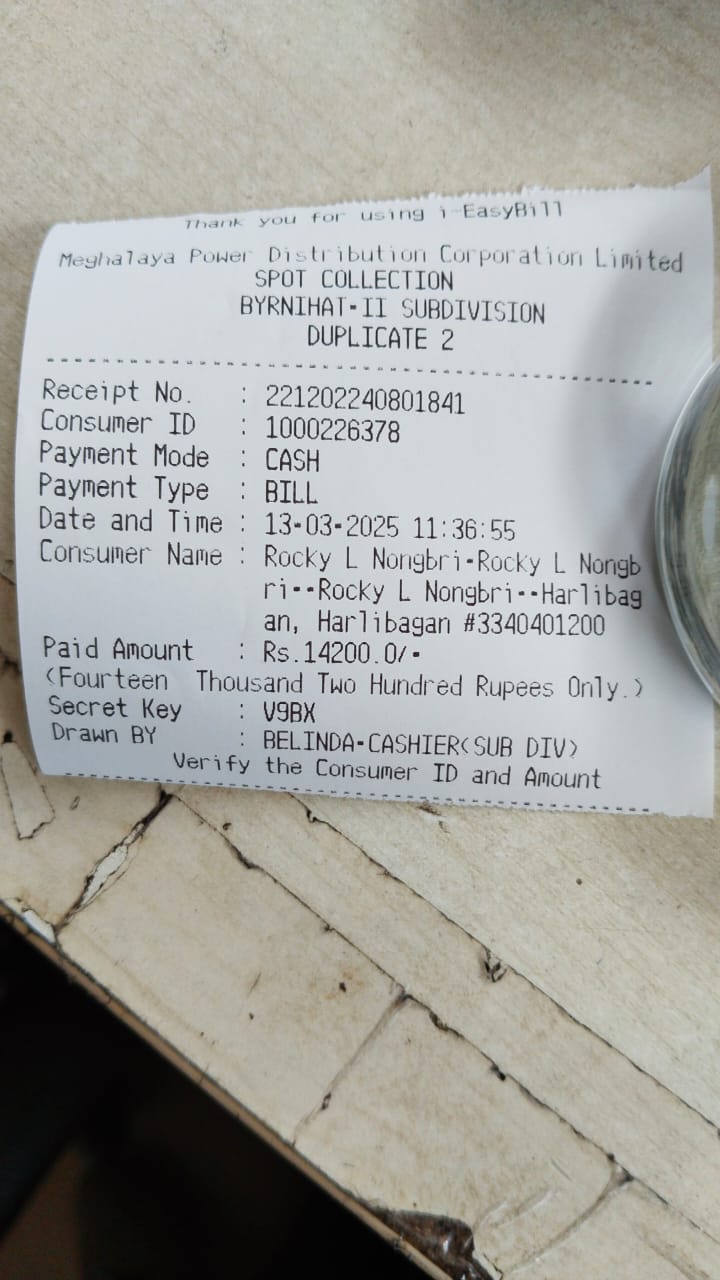 Thank you for using i-EasyBill
Meghalaya Power Distribution Corporation Limited
SPOT COLLECTION
BYRNIHAT-II SUBDIVISION
DUPLICATE 2
Receipt No. : 221202240801841
Consumer ID : 1000226378
Payment Mode : CASH
Payment Type : BILL
Date and Time : 13-03-2025 11:36:55
Consumer Name : Rocky L Nongbri-Rocky L Nongb
ri--Rocky L Nongbri--Harlibag
an, Harlibagan #3340401200
Paid Amount : Rs.14200.0/-
(Fourteen Thousand Two Hundred Rupees Only.)
Secret Key : V9BX
Drawn BY : BELINDA-CASHIER(SUB DIV)
Verify the Consumer ID and Amount